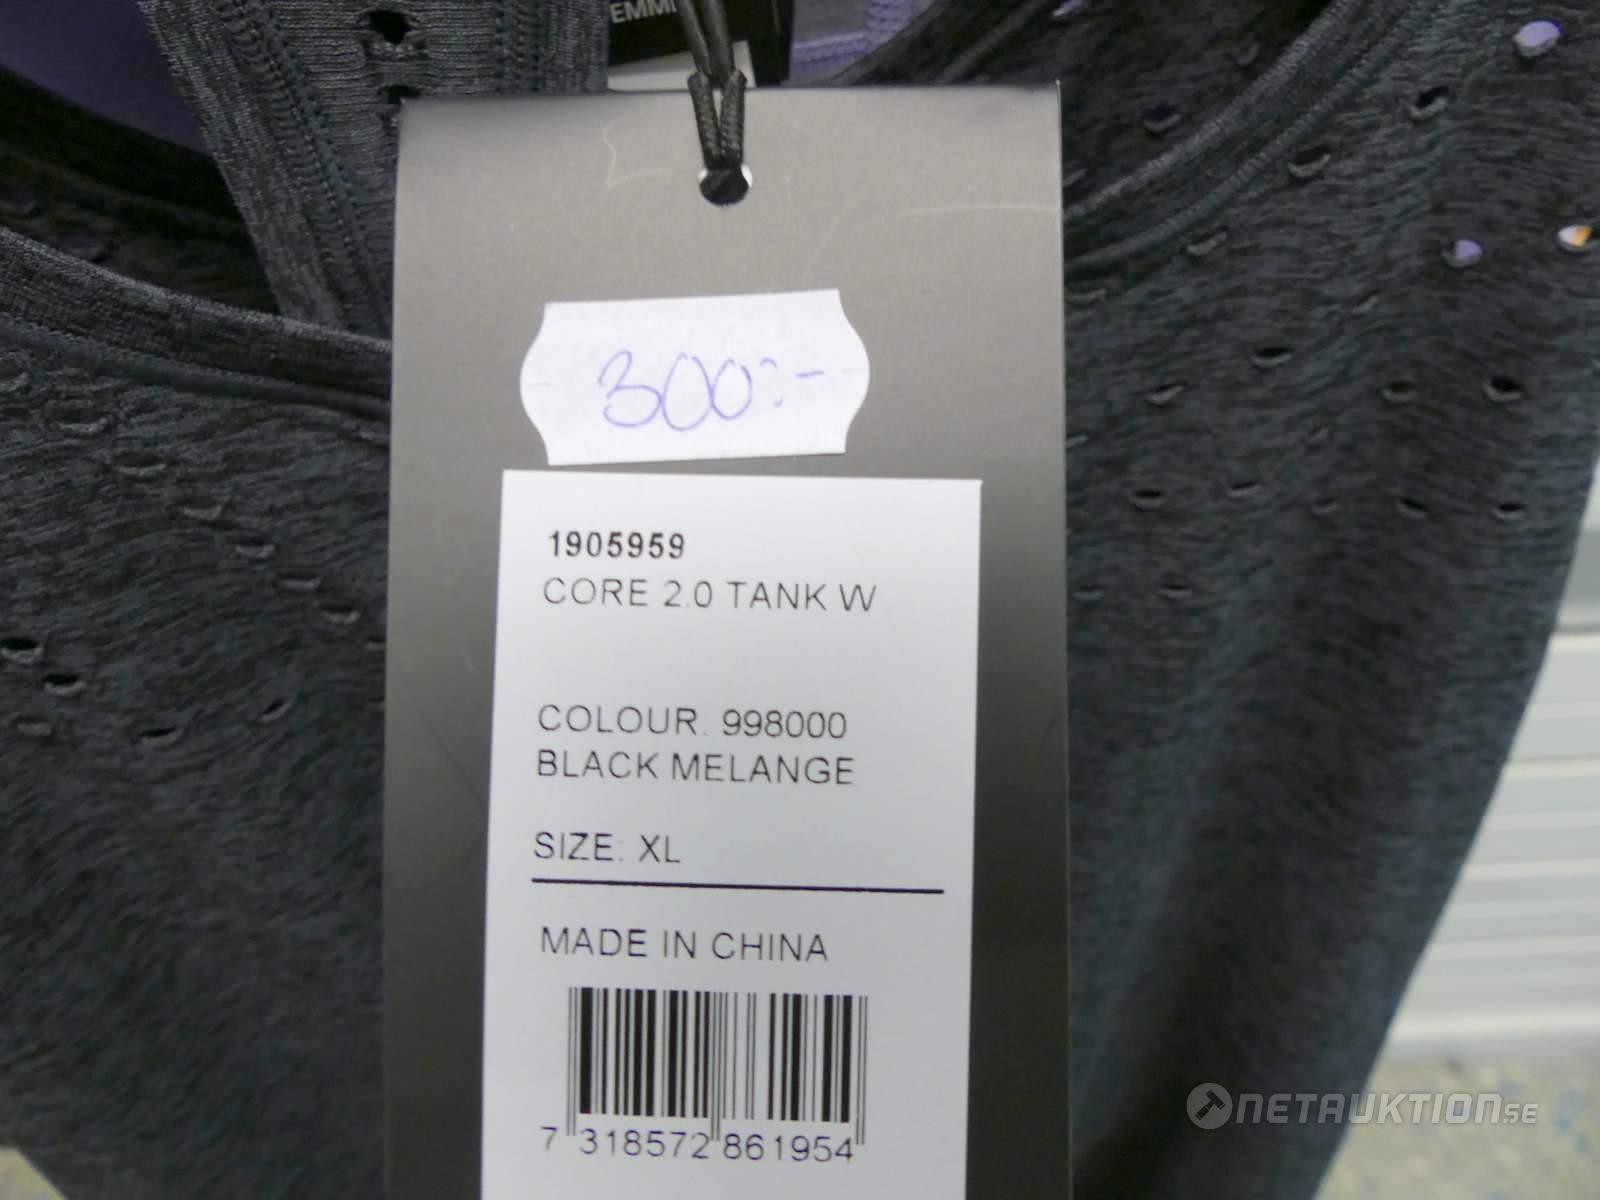 300:-
1905959
CORE 2.0 TANK W
COLOUR. 998000
BLACK MELANGE
SIZE: XL
MADE IN CHINA
7 318572 861954
NETAUKTION.SE